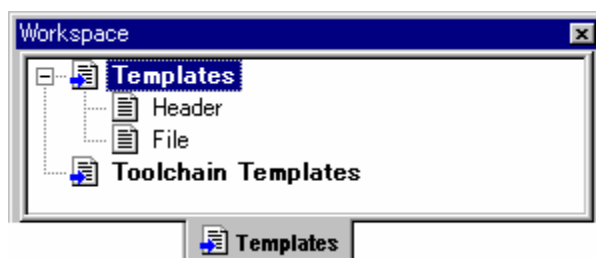 Workspace
Templates
Header
File
Toolchain Templates
Templates